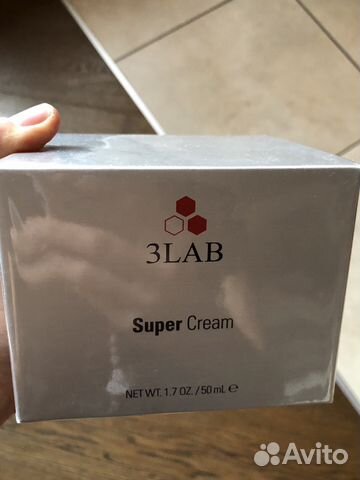 3LAB
Super Cream
NET WT. 1.7 OZ. / 50 mL ℮
Avito